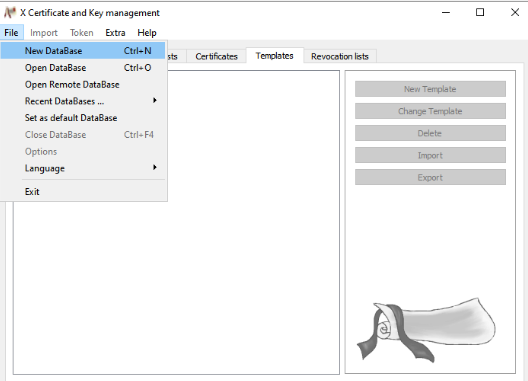 X Certificate and Key management
File Import Token Extra Help
New DataBase Ctrl+N
Open DataBase Ctrl+O
Open Remote DataBase
Recent DataBases ...
Set as default DataBase
Close DataBase Ctrl+F4
Options
Language
Exit
sts Certificates Templates Revocation lists
New Template
Change Template
Delete
Import
Export